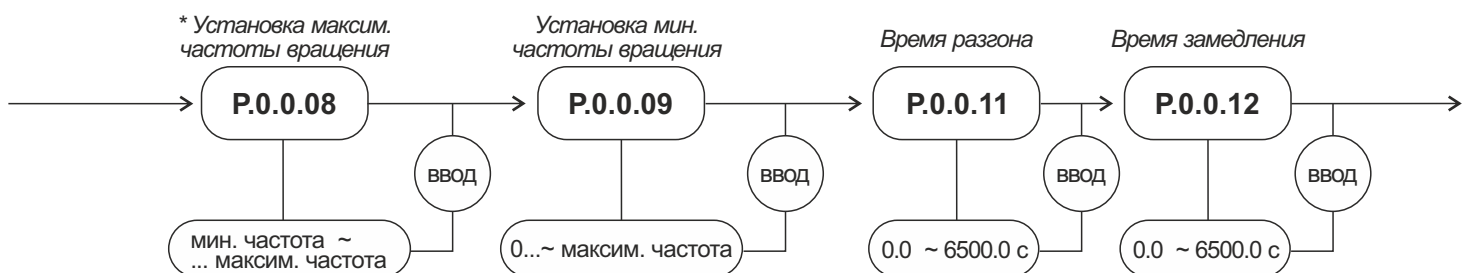 * Установка максим.
частоты вращения
Установка мин.
частоты вращения
Время разгона
Время замедления
P.0.0.08
P.0.0.09
P.0.0.11
P.0.0.12
ВВОД
ВВОД
ВВОД
ВВОД
мин. частота ~
... максим. частота
0...~ максим. частота
0.0 ~ 6500.0 с
0.0 ~ 6500.0 с